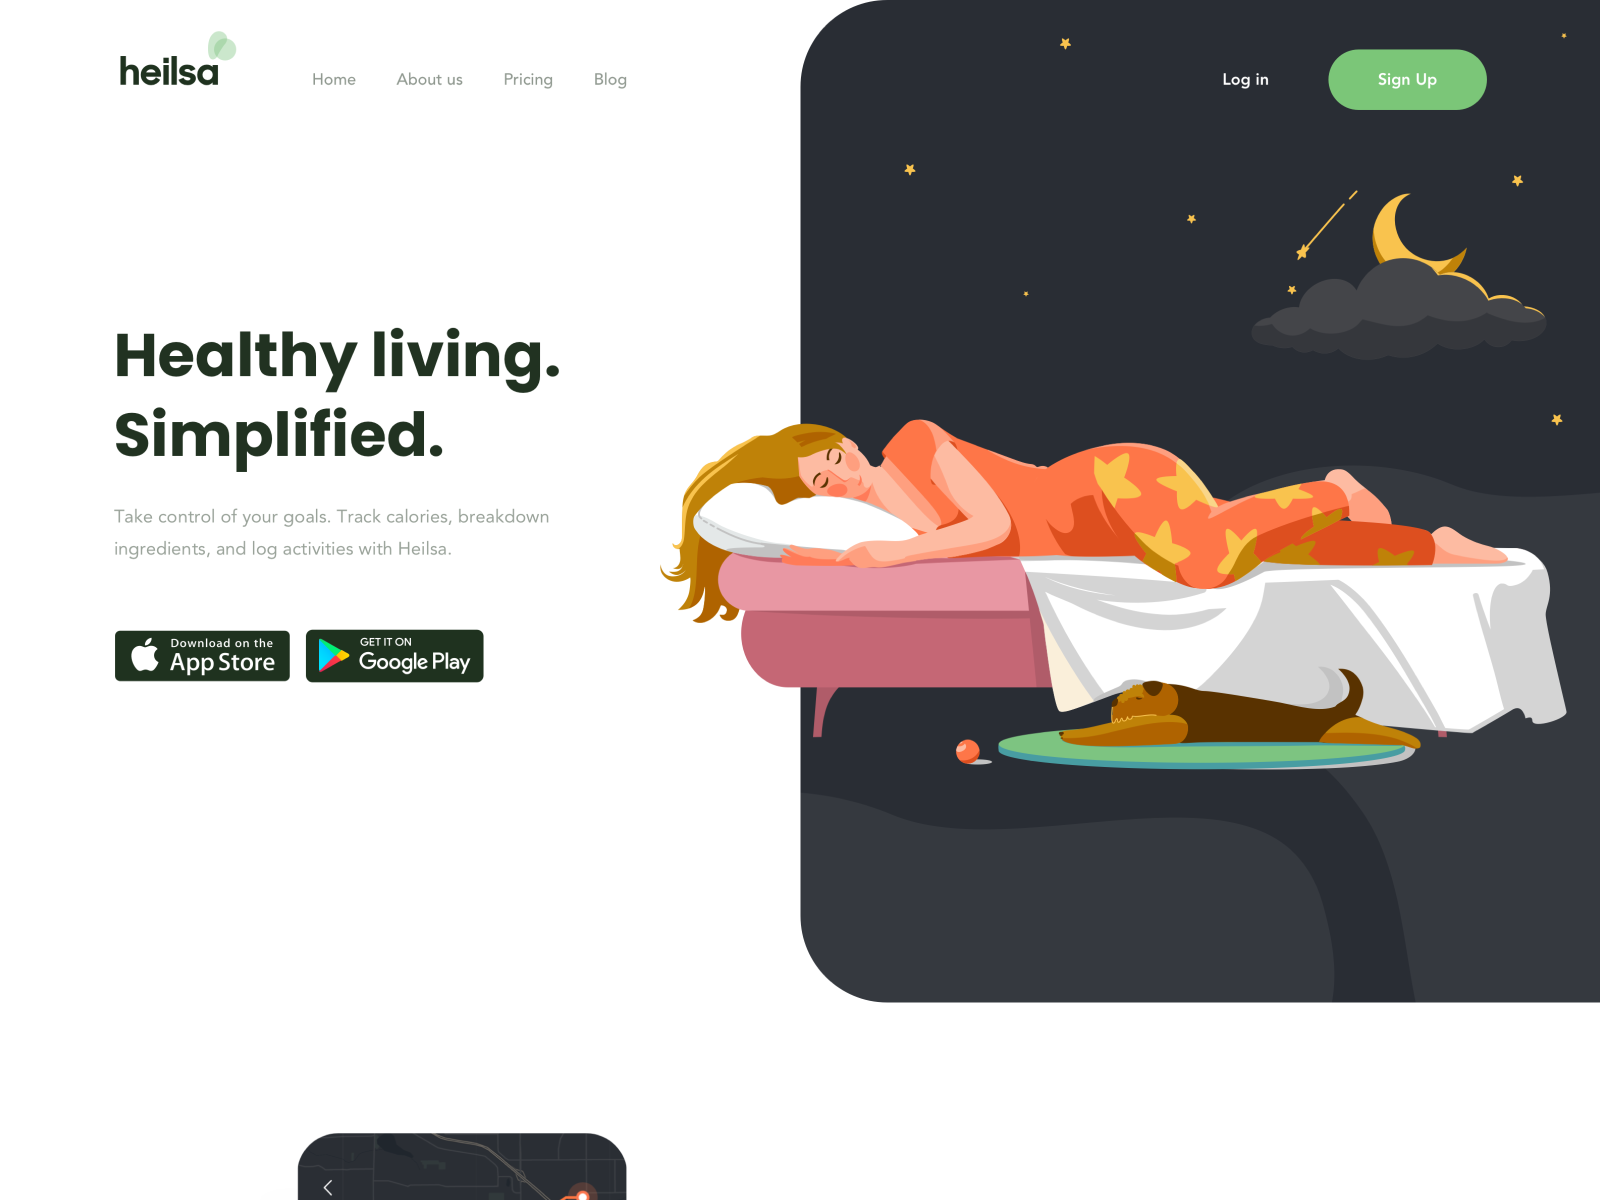 heilsa
Home
About us
Pricing
Blog
Log in
Sign Up
Healthy living.
Simplified.
Take control of your goals. Track calories, breakdown
ingredients, and log activities with Heilsa.
Download on the
App Store
GET IT ON
Google Play